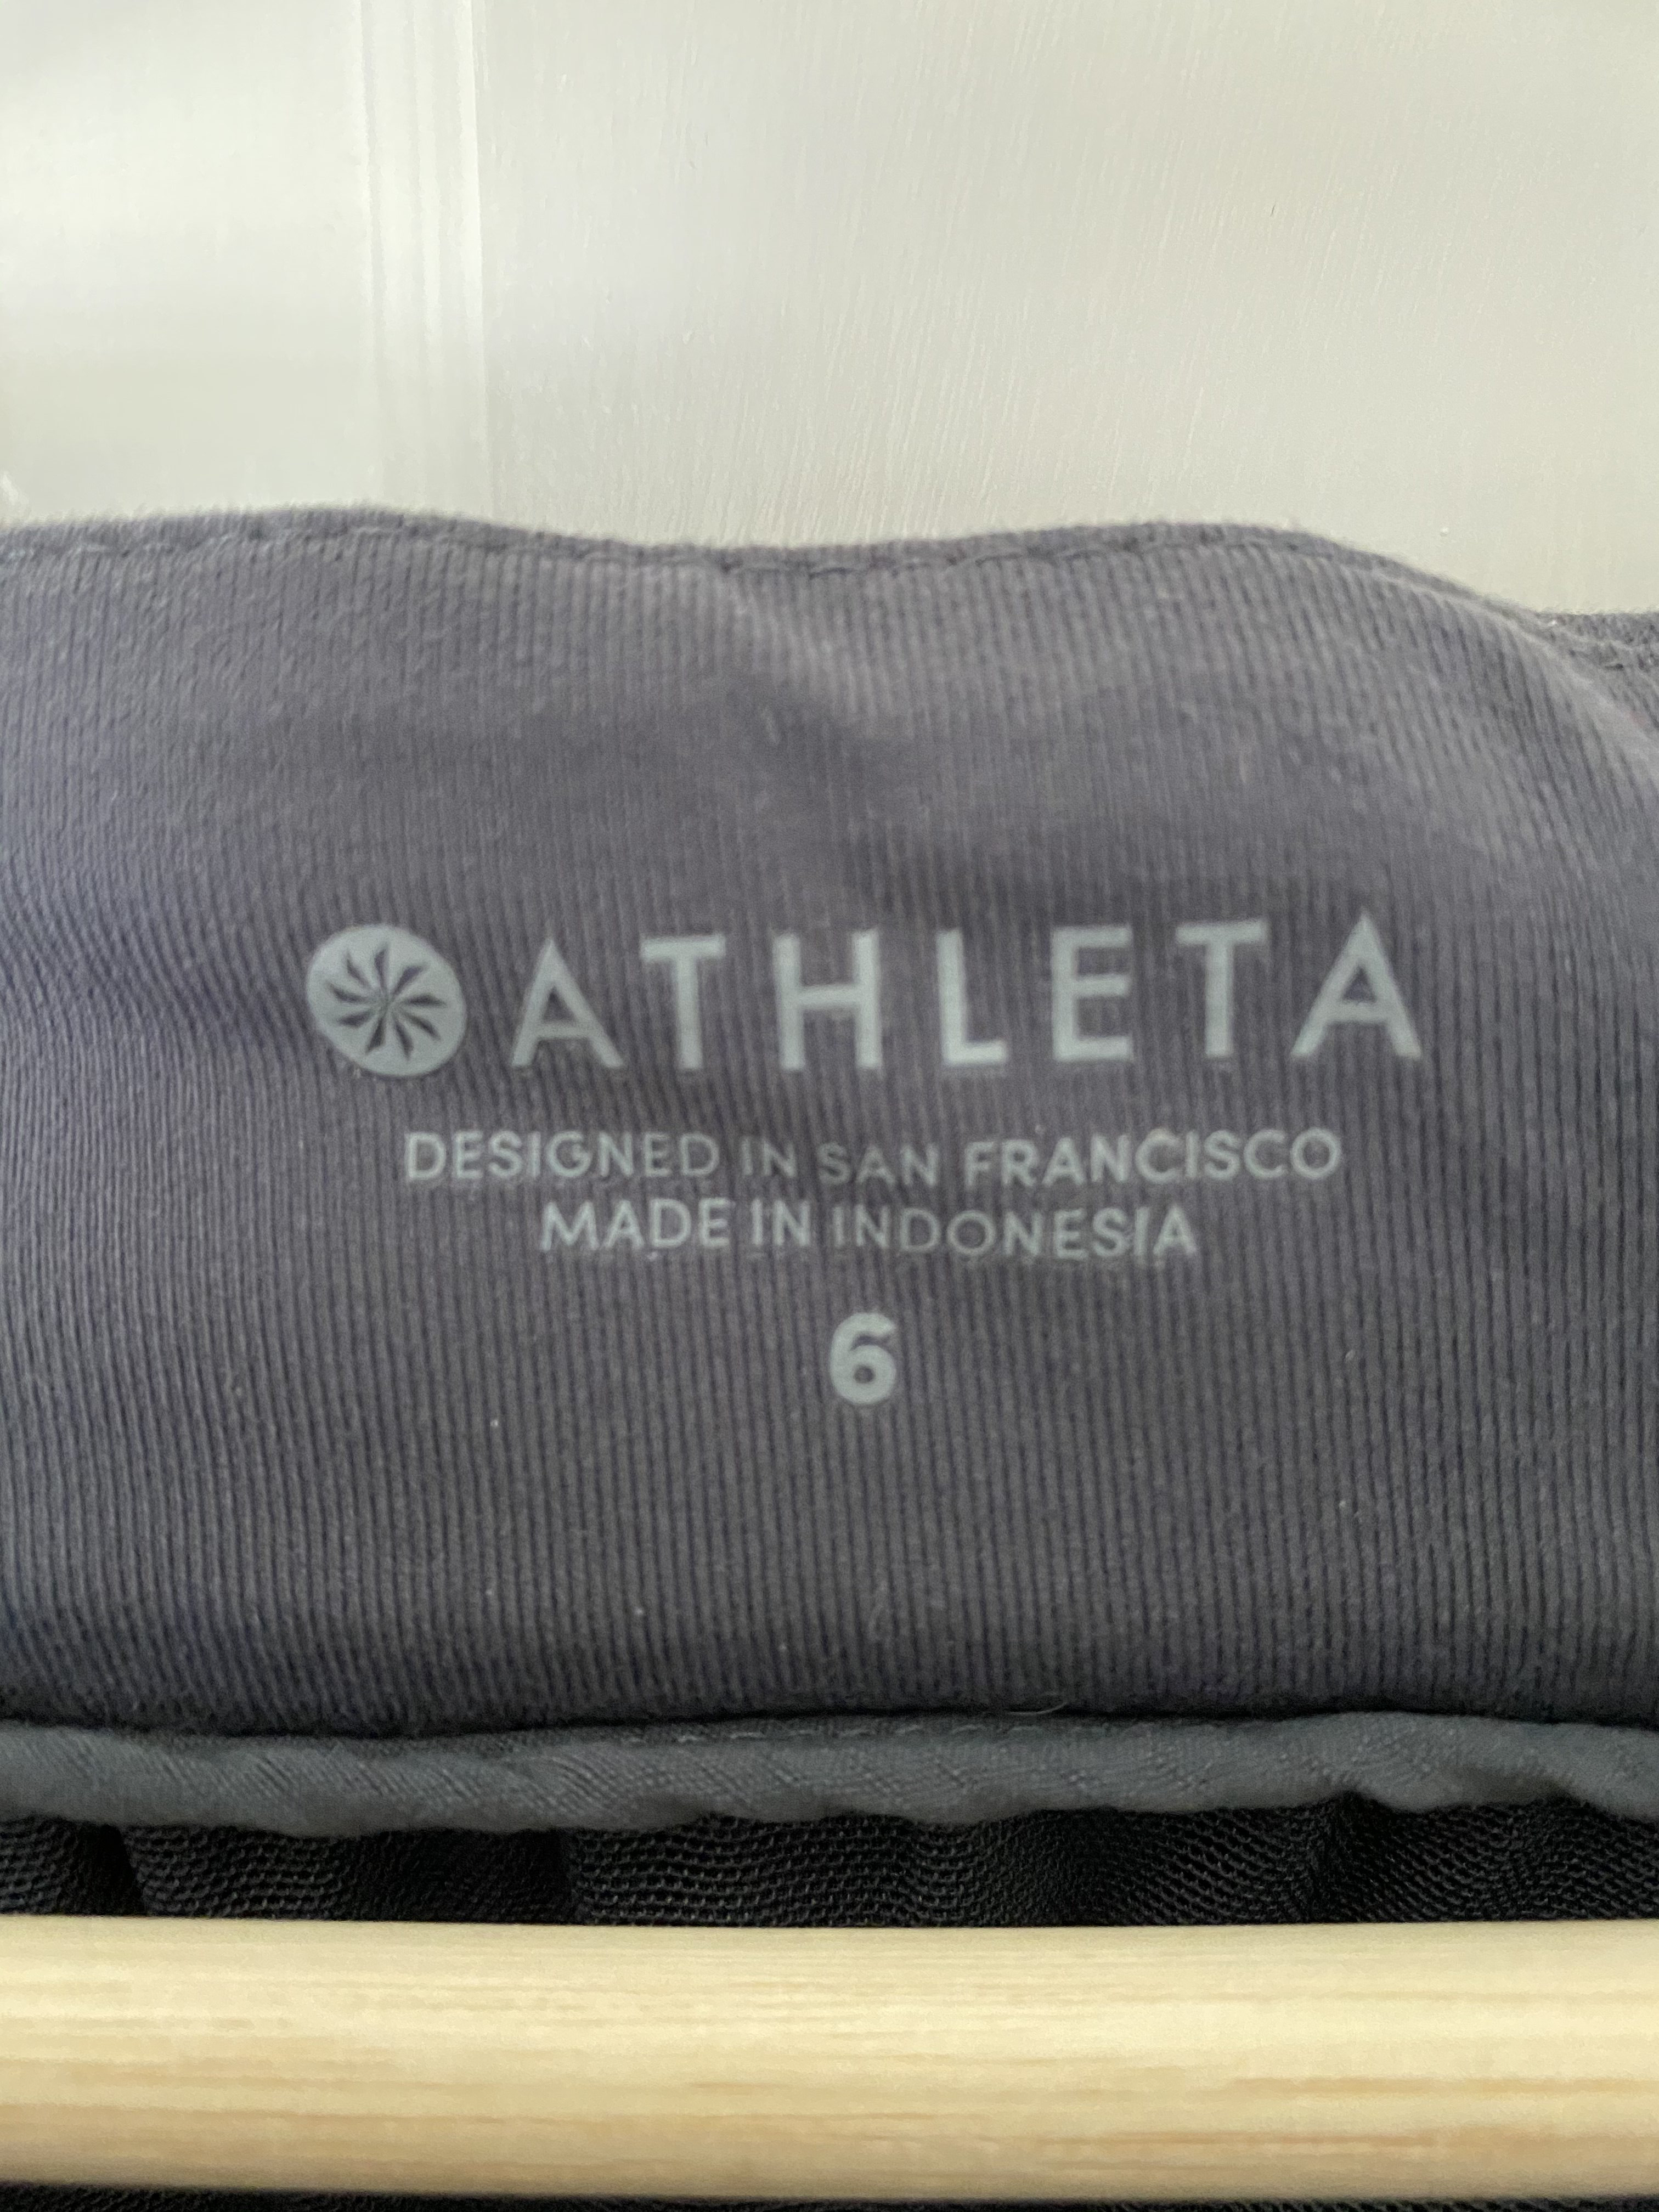 ATHLETA
DESIGNED IN SAN FRANCISCO
MADE IN INDONESIA
6